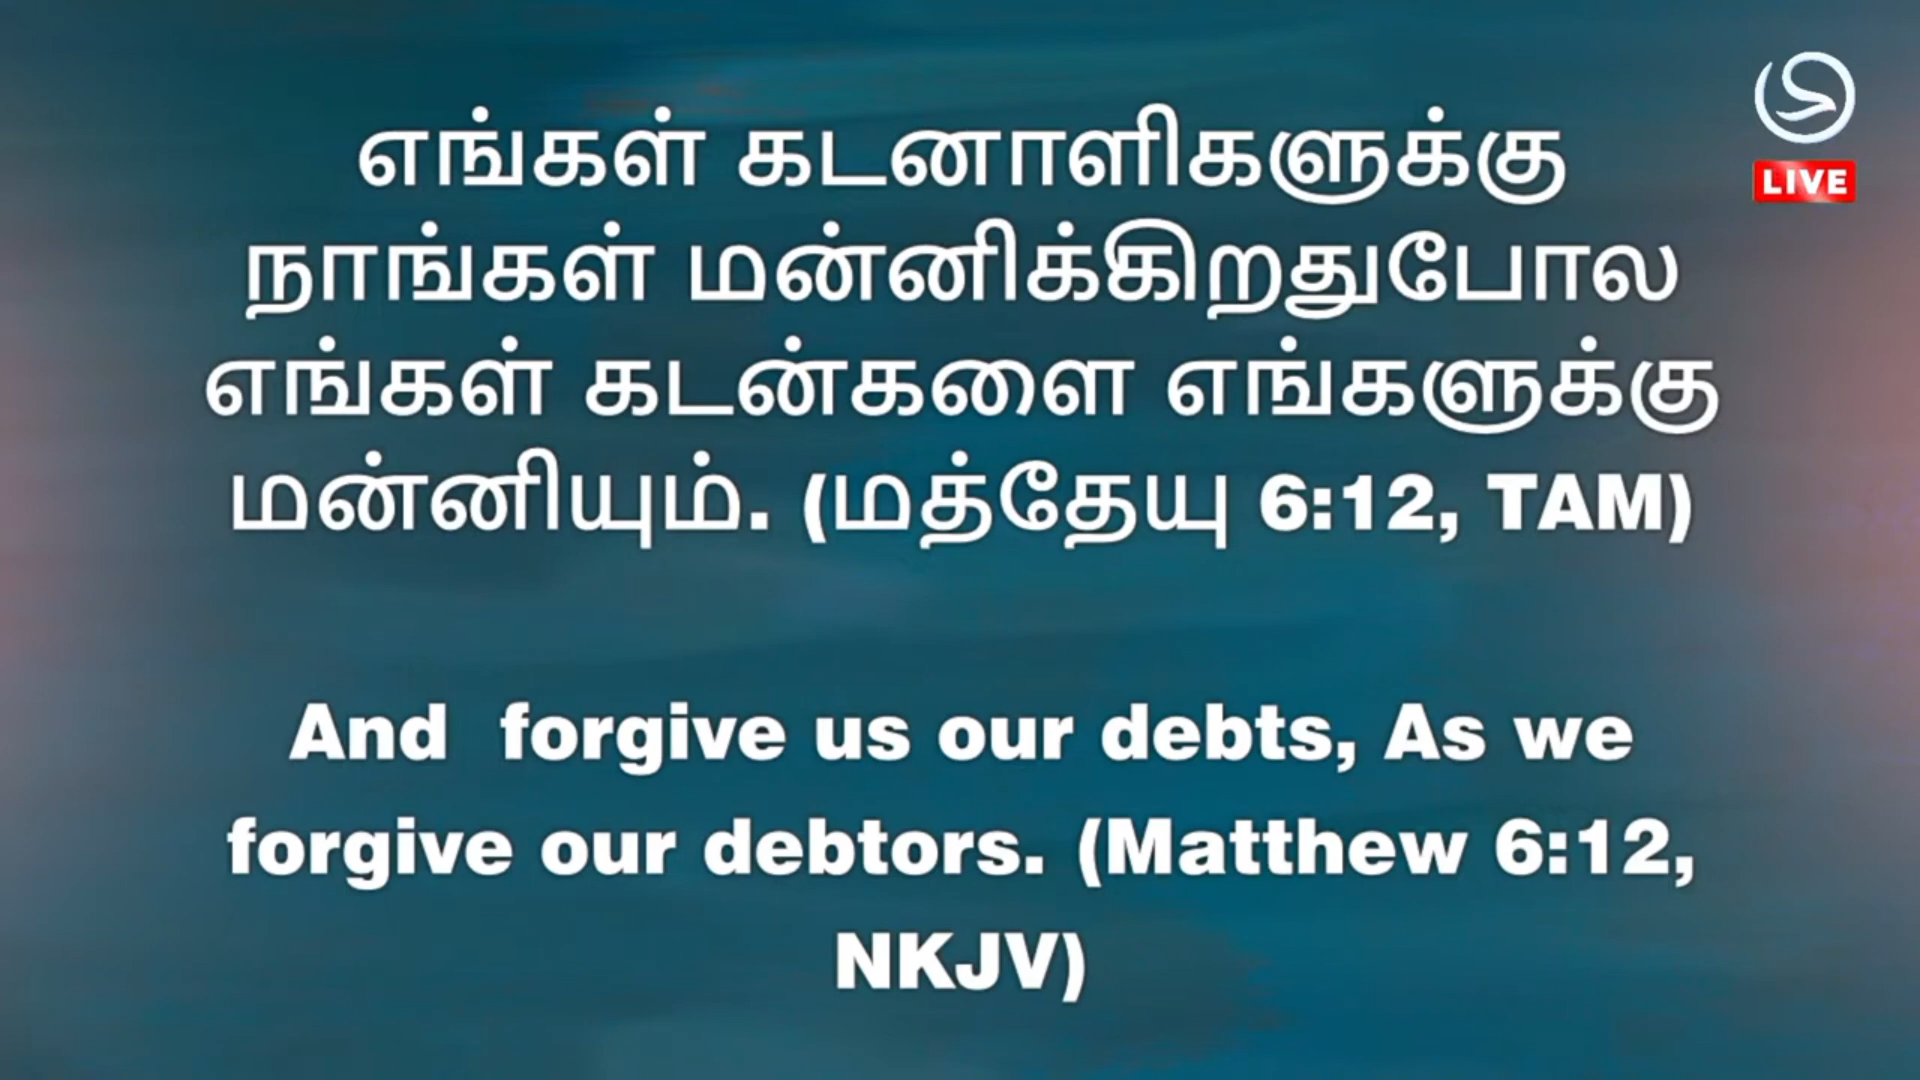 எங்கள் கடனாளிகளுக்கு
நாங்கள் மன்னிக்கிறதுபோல
எங்கள் கடன்களை எங்களுக்கு
மன்னியும். (மத்தேயு 6:12, TAM)
And  forgive us our debts, As we
forgive our debtors. (Matthew 6:12,
NKJV)
LIVE